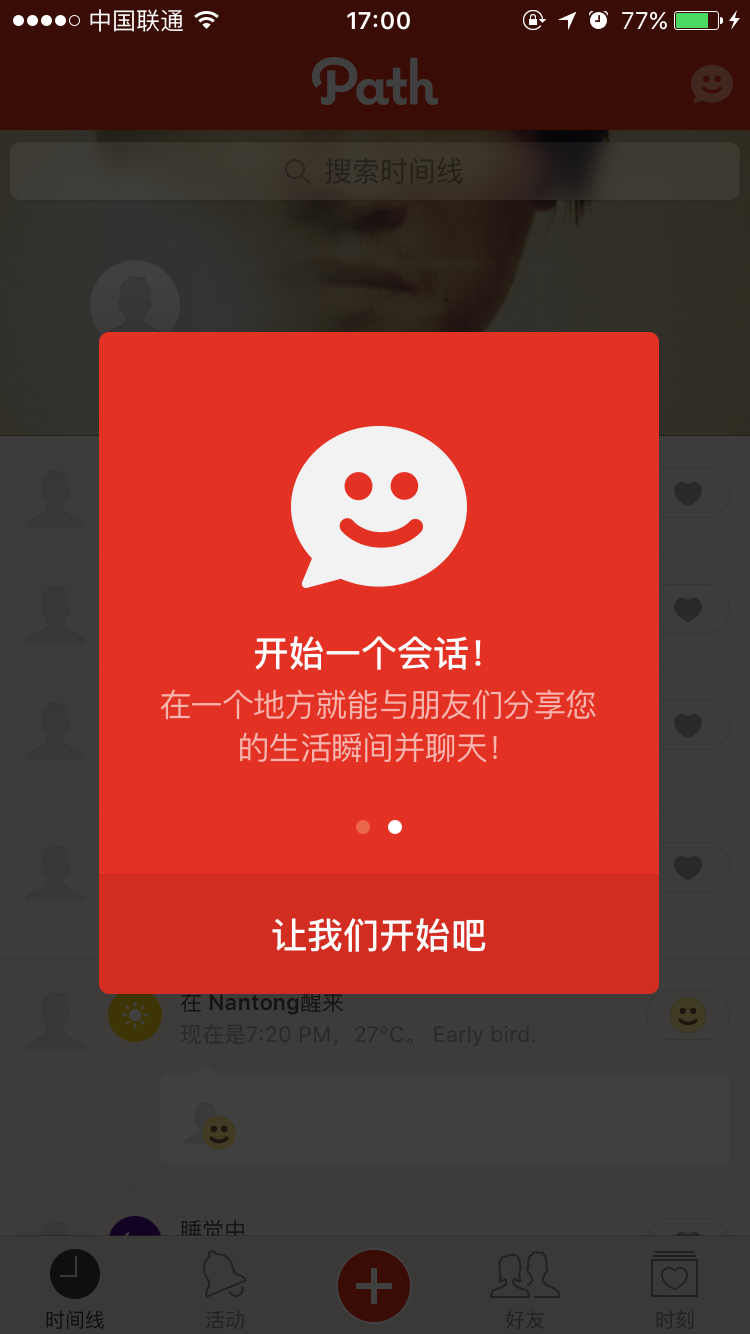 中国联通
17:00
77%
Path
搜索时间线
开始一个会话！
在一个地方就能与朋友们分享您
的生活瞬间并聊天！
让我们开始吧
在 Nantong醒来
现在是7:20 PM，27°C。 Early bird.
睡觉中
时间线
活动
好友
时刻